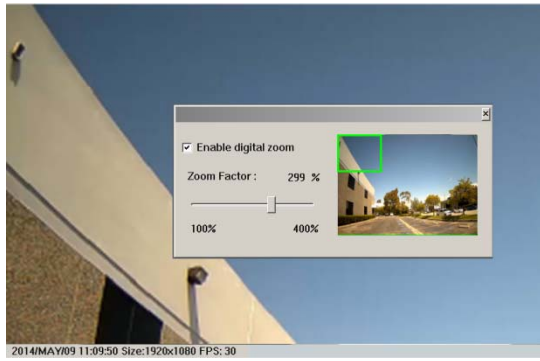 x
Enable digital zoom
Zoom Factor : 299 %
100% 400%
2014/MAY/09 11:09:50 Size:1920x1080 FPS: 30